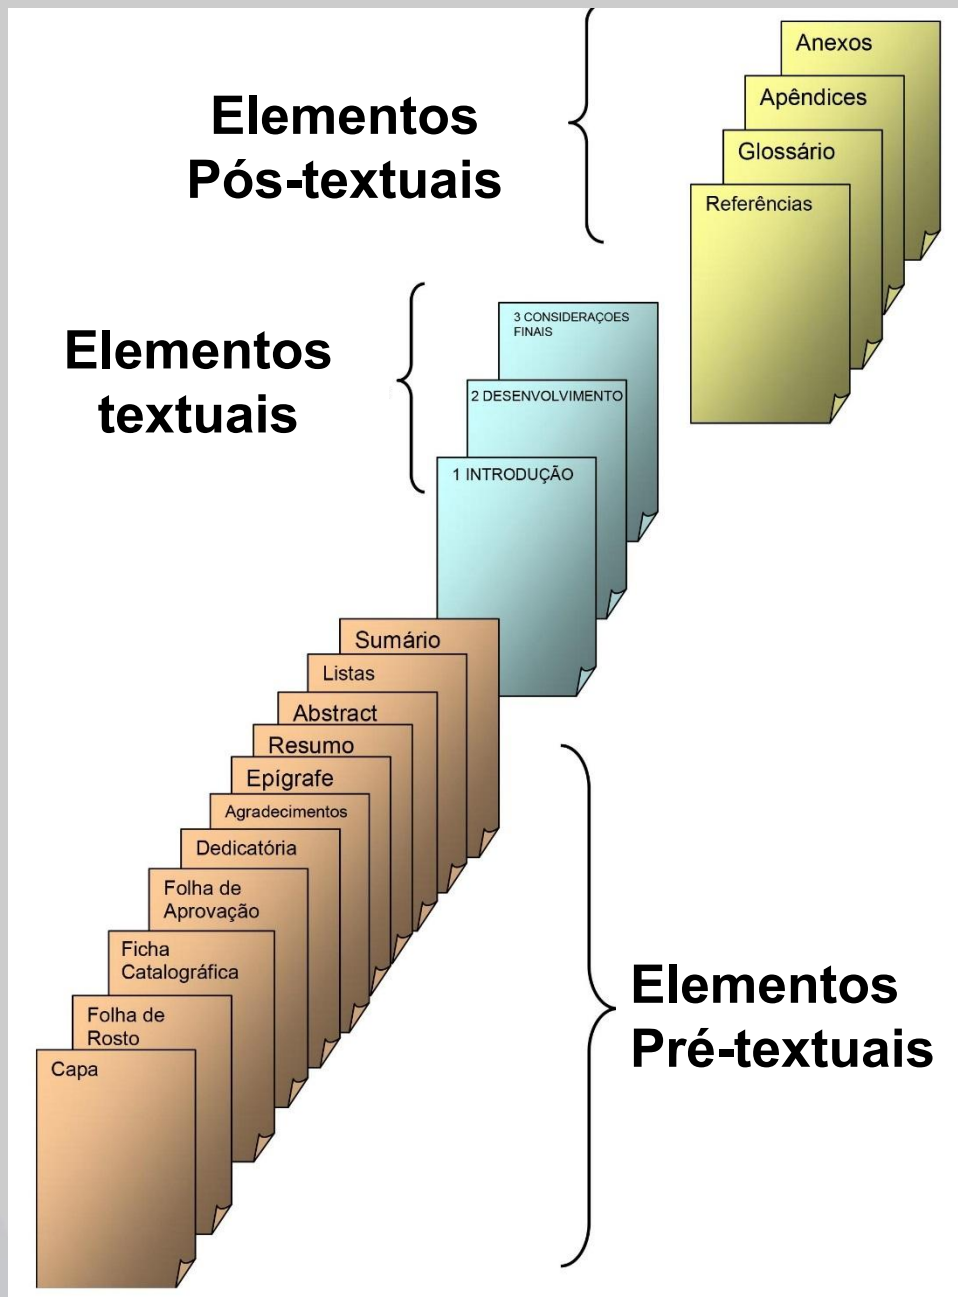 Elementos
Pós-textuais
Anexos
Apêndices
Glossário
Referências
Elementos
textuais
3 CONSIDERAÇOES
FINAIS
2 DESENVOLVIMENTO
1 INTRODUÇÃO
Sumário
Listas
Abstract
Resumo
Epígrafe
Agradecimentos
Dedicatória
Folha de
Aprovação
Ficha
Catalográfica
Folha de
Rosto
Capa
Elementos
Pré-textuais